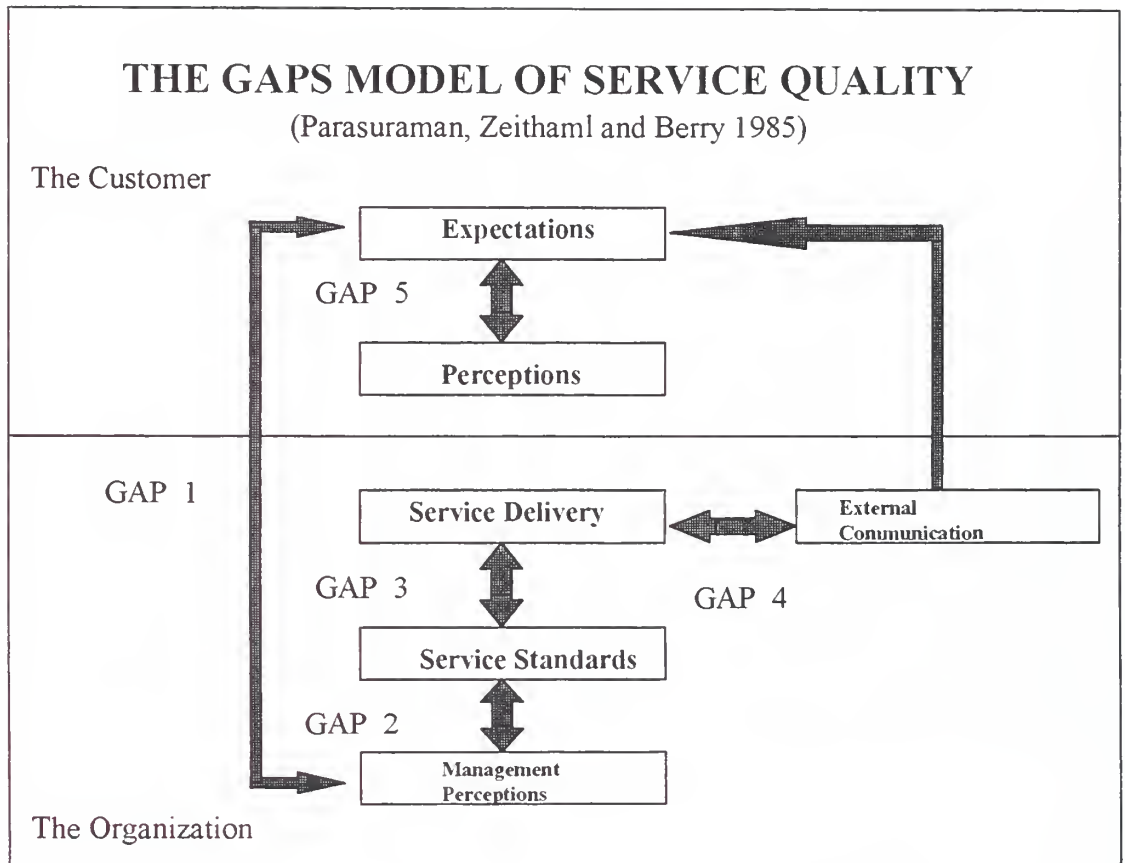 THE GAPS MODEL OF SERVICE QUALITY
(Parasuraman, Zeithaml and Berry 1985)
The Customer
Expectations
GAP 5
Perceptions
GAP 1
Service Delivery
External
Communication
GAP 3
GAP 4
Service Standards
GAP 2
Management
Perceptions
The Organization